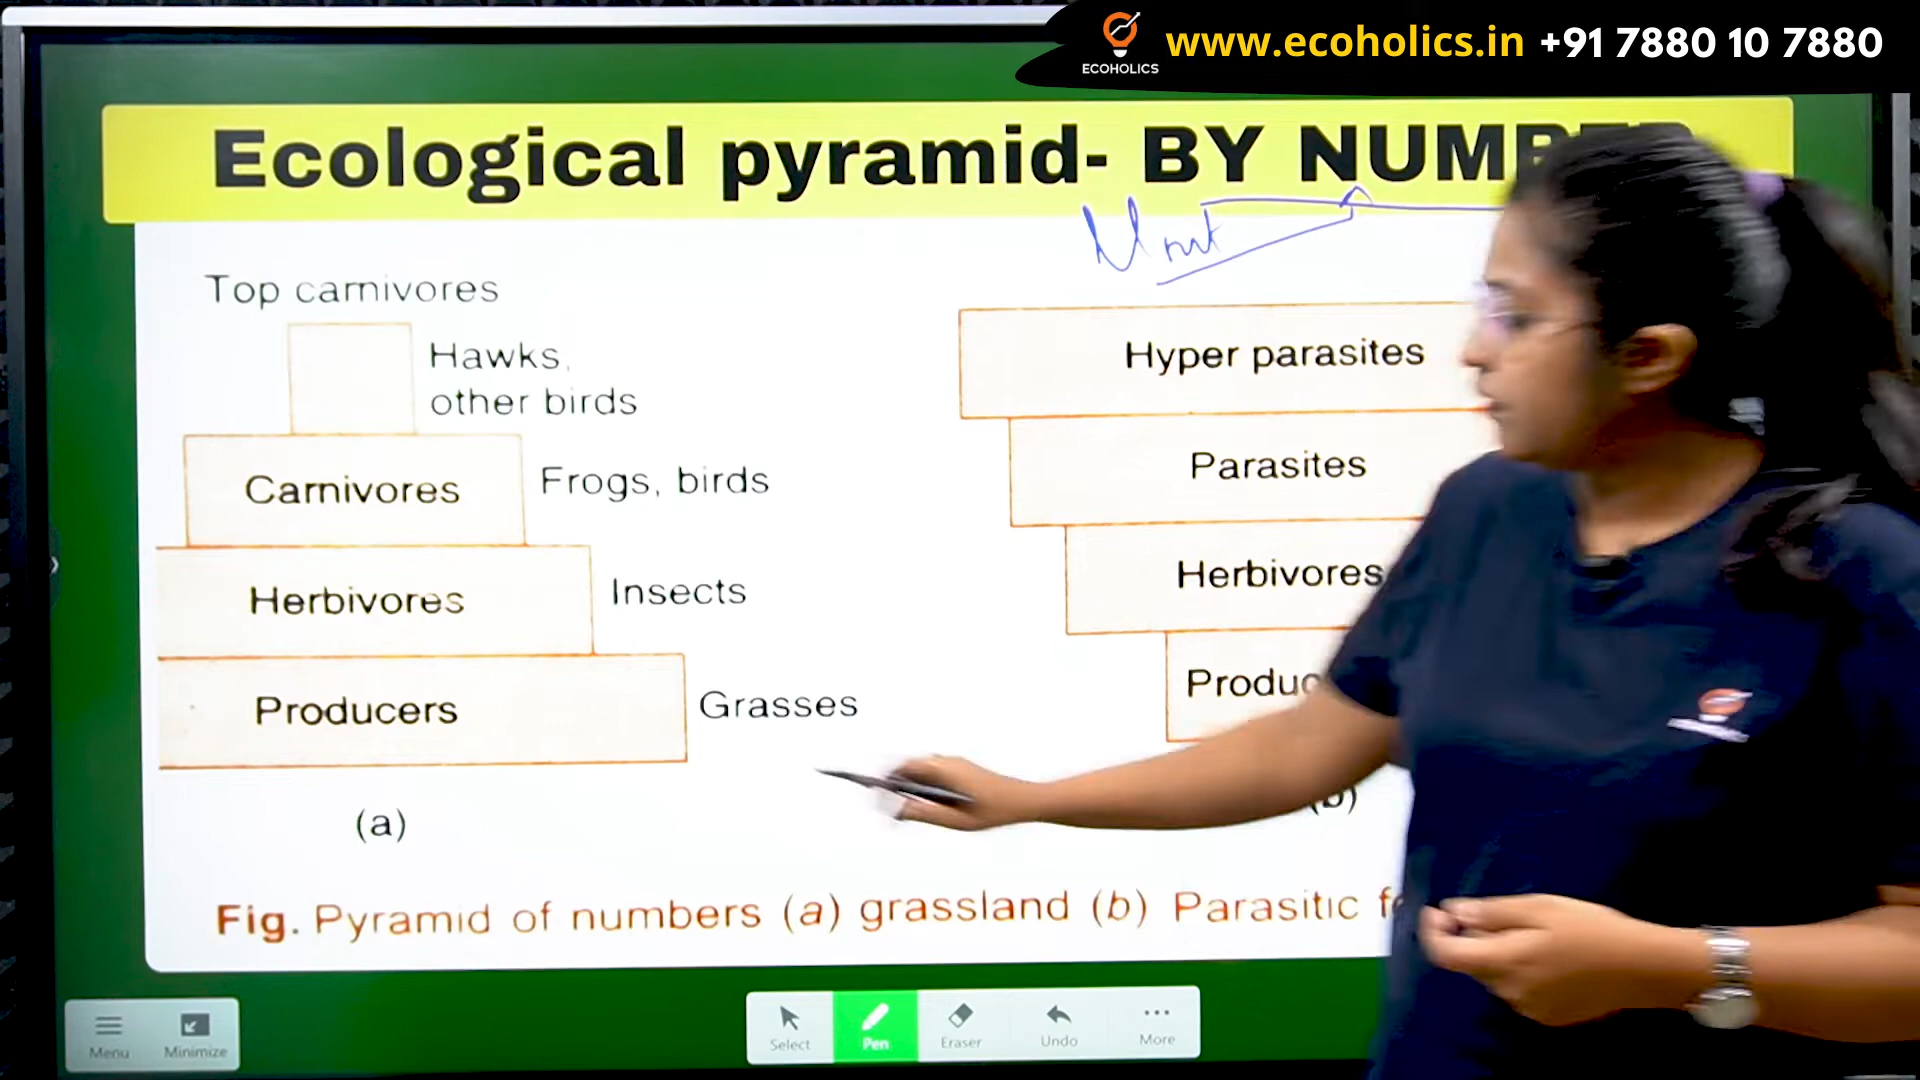 ECOHOLICS
www.ecoholics.in +91 7880 10 7880
Ecological pyramid- BY
Top carnivores
Hawks,
other birds
Carnivores
Frogs, birds
Herbivores
Insects
Producers
Grasses
(a)
Hyper parasites
Parasites
Herbivores
(b)
Fig. Pyramid of numbers (a) grassland (b) Parasitic
Menu
Minimize
Select
Pen
Eraser
Undo
More